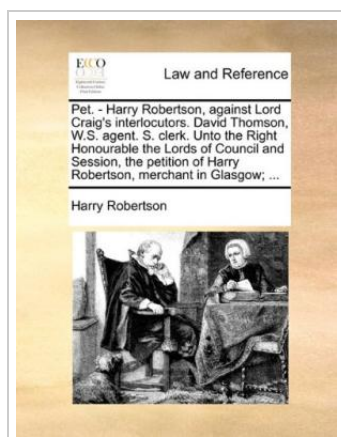 ECCO
Law and Reference
Pet. - Harry Robertson, against Lord
Craig's interlocutors. David Thomson,
W.S. agent. S. clerk. Unto the Right
Honourable the Lords of Council and
Session, the petition of Harry
Robertson, merchant in Glasgow; ...
Harry Robertson